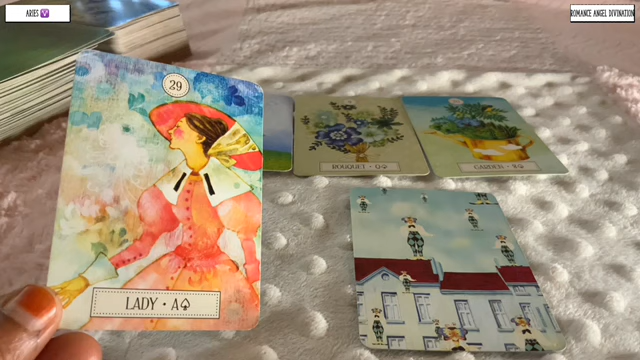 ARIES ♈
ROMANCE ANGEL DIVINATION
29
LADY • A♤
BOUQUET • Q♤
GARDEN • 8♤